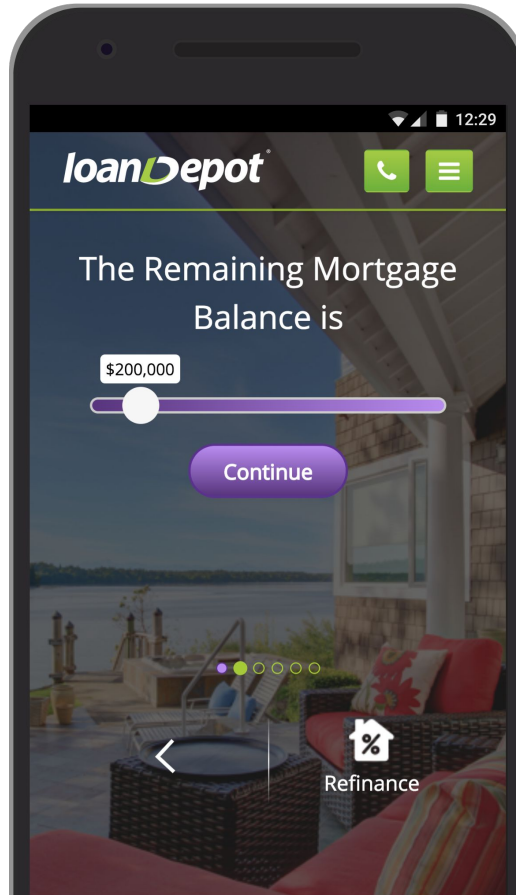 12:29
loanDepot
The Remaining Mortgage
Balance is
$200,000
Continue
%
Refinance